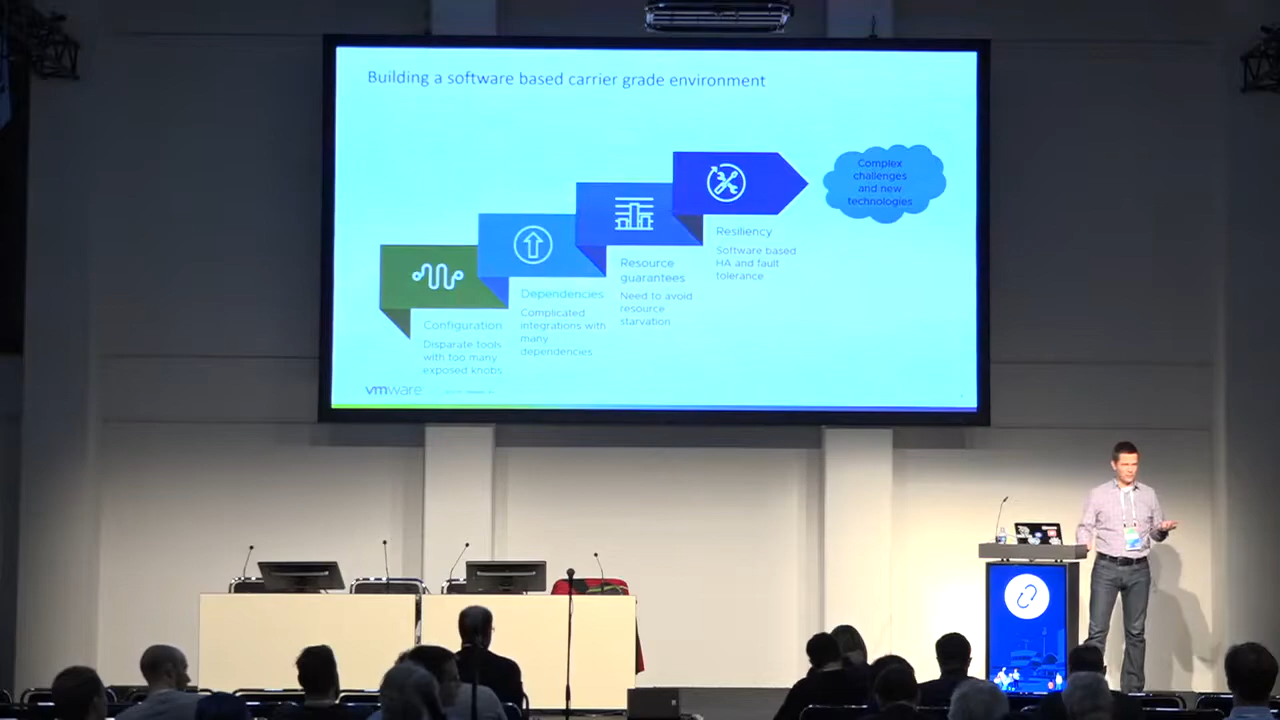 Building a software based carrier grade environment
Complex
challenges
and new
technologies
Resiliency
Software based
HA and fault
tolerance
Resource
guarantees
Need to avoid
resource
starvation
Dependencies
Complicated
integrations with
many
dependencies
Configuration
Disparate tools
with too many
exposed knobs
vmware